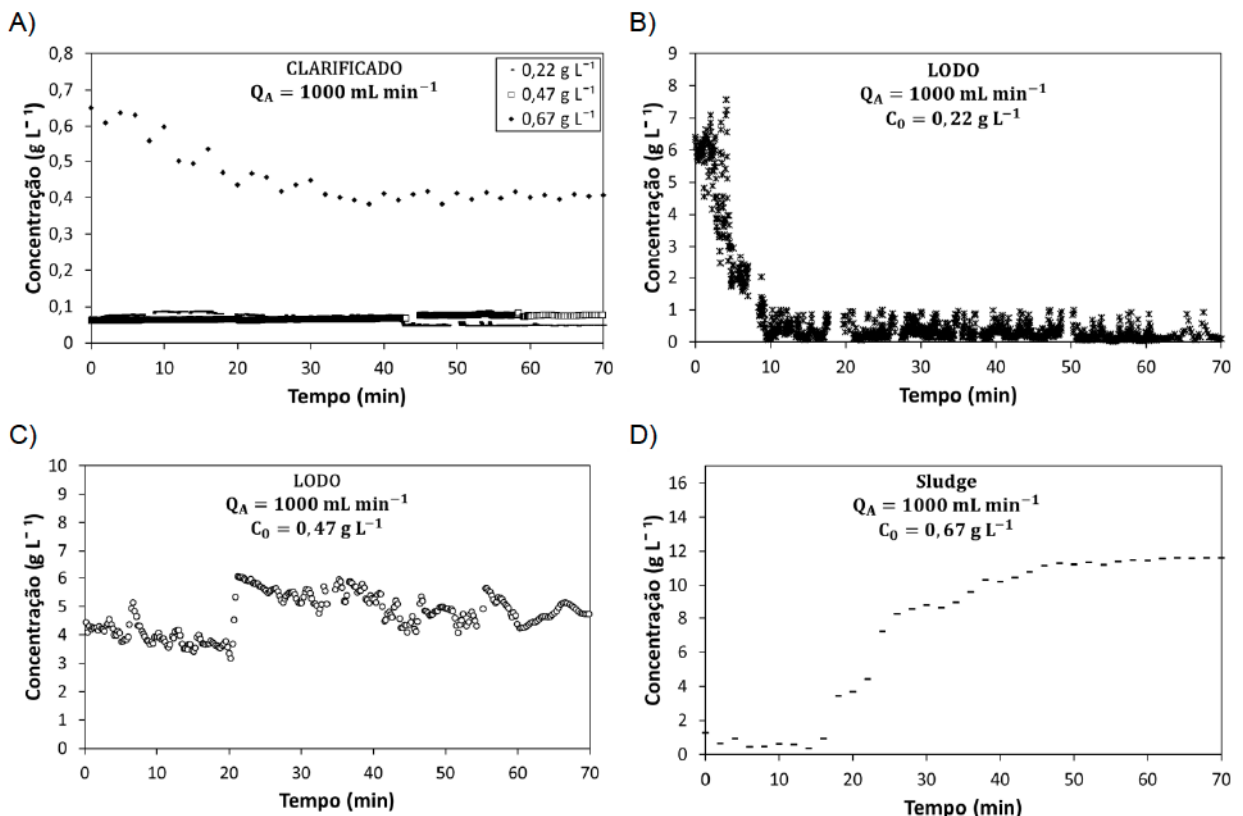 A)
CLARIFICADO
Q_A = 1000 mL min⁻¹
0,22 g L⁻¹
0,47 g L⁻¹
0,67 g L⁻¹
Concentração (g L⁻¹)
0,8
0,7
0,6
0,5
0,4
0,3
0,2
0,1
0
0 10 20 30 40 50 60 70
Tempo (min)
B)
LODO
Q_A = 1000 mL min⁻¹
C_0 = 0,22 g L⁻¹
Concentração (g L⁻¹)
9
8
7
6
5
4
3
2
1
0
0 10 20 30 40 50 60 70
Tempo (min)
C)
LODO
Q_A = 1000 mL min⁻¹
C_0 = 0,47 g L⁻¹
Concentração (g L⁻¹)
10
9
8
7
6
5
4
3
2
1
0
0 10 20 30 40 50 60 70
Tempo (min)
D)
Sludge
Q_A = 1000 mL min⁻¹
C_0 = 0,67 g L⁻¹
Concentração (g L⁻¹)
16
14
12
10
8
6
4
2
0
0 10 20 30 40 50 60 70
Tempo (min)